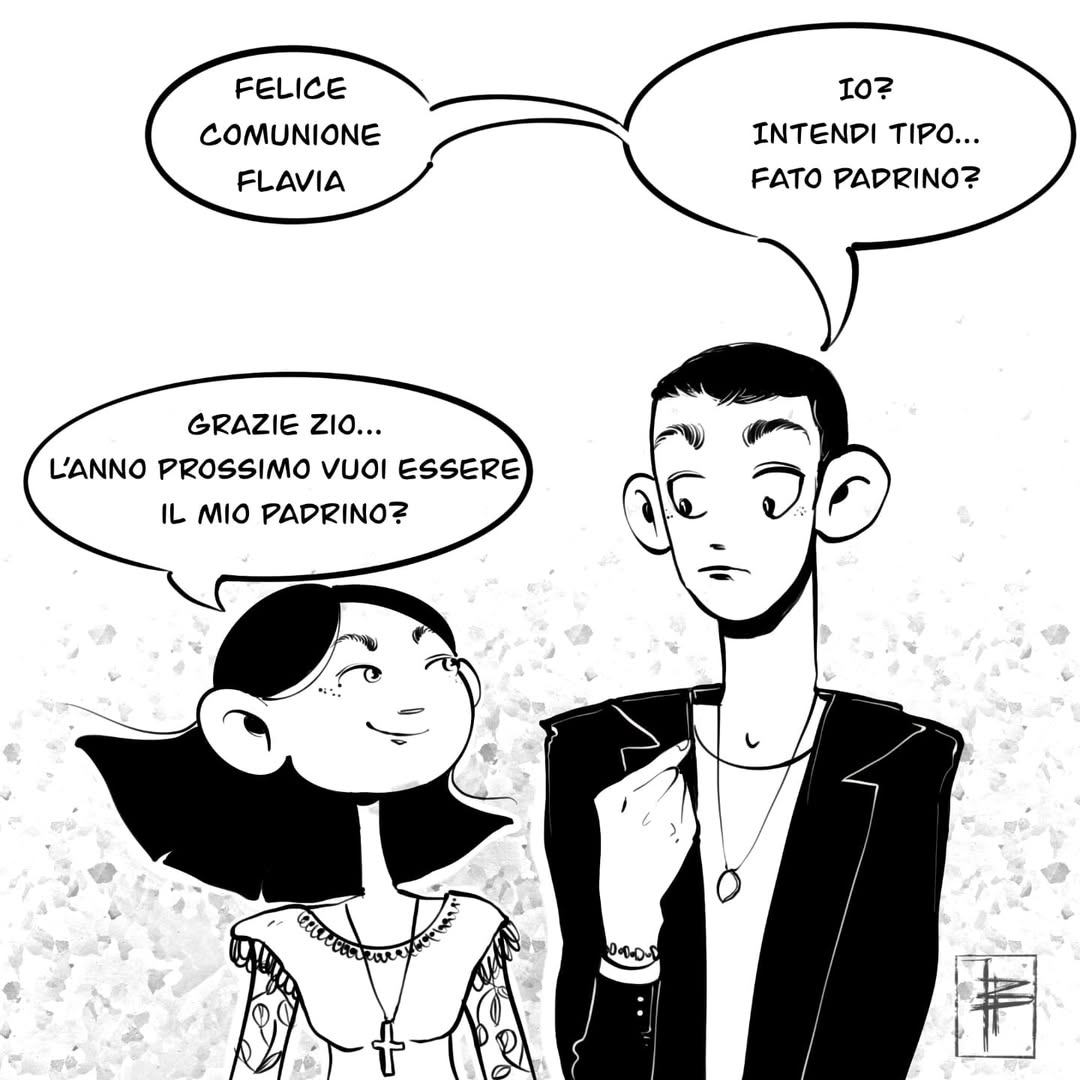 FELICE
COMUNIONE
FLAVIA
GRAZIE ZIO...
L'ANNO PROSSIMO VUOI ESSERE
IL MIO PADRINO?
IO?
INTENDI TIPO...
FATO PADRINO?